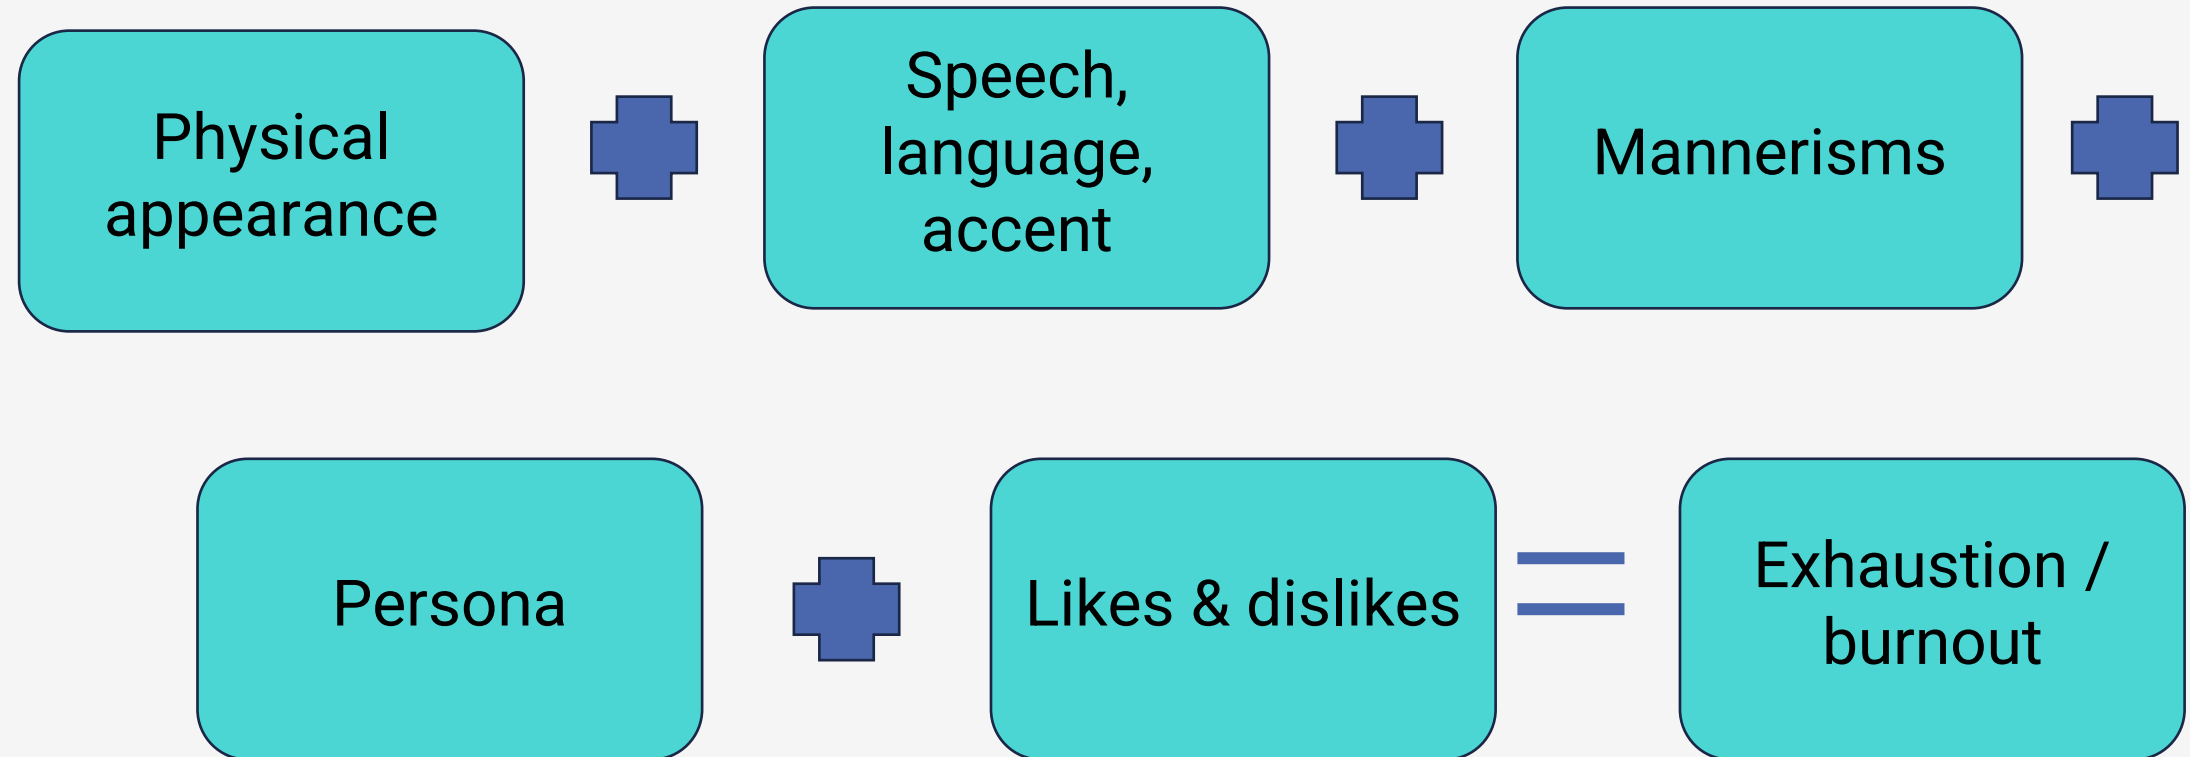 Physical
appearance
Speech,
language,
accent
Mannerisms
Persona
Likes & dislikes
Exhaustion /
burnout